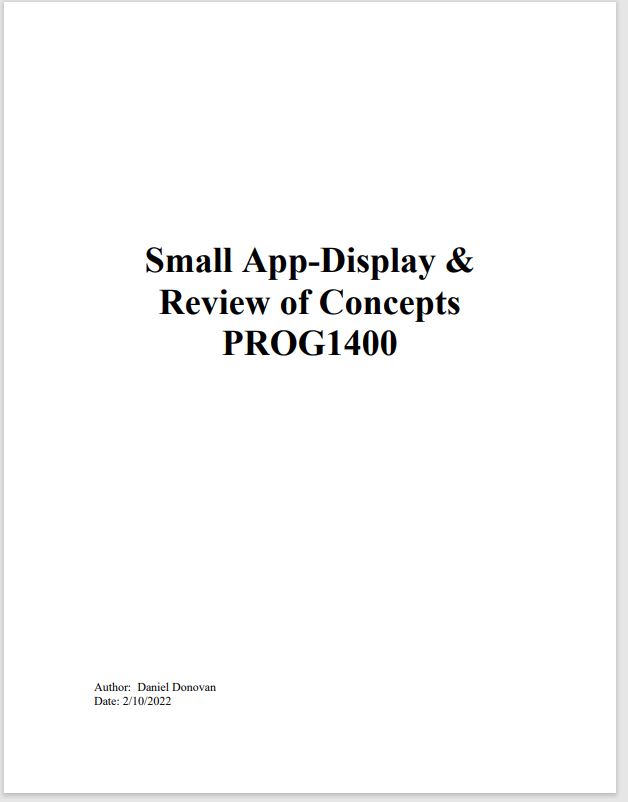 Small App-Display &
Review of Concepts
PROG1400
Author:  Daniel Donovan
Date: 2/10/2022